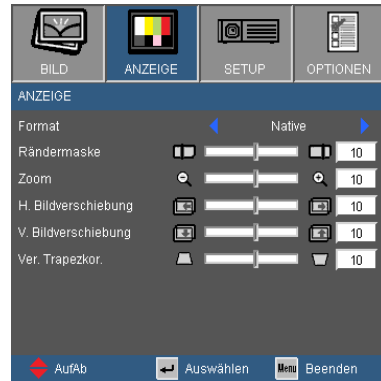 BILD ANZEIGE SETUP OPTIONEN
ANZEIGE
Format Native
Rändermaske 10
Zoom 10
H. Bildverschiebung 10
V. Bildverschiebung 10
Ver. Trapezkor. 10
AufAb Auswählen Menu Beenden